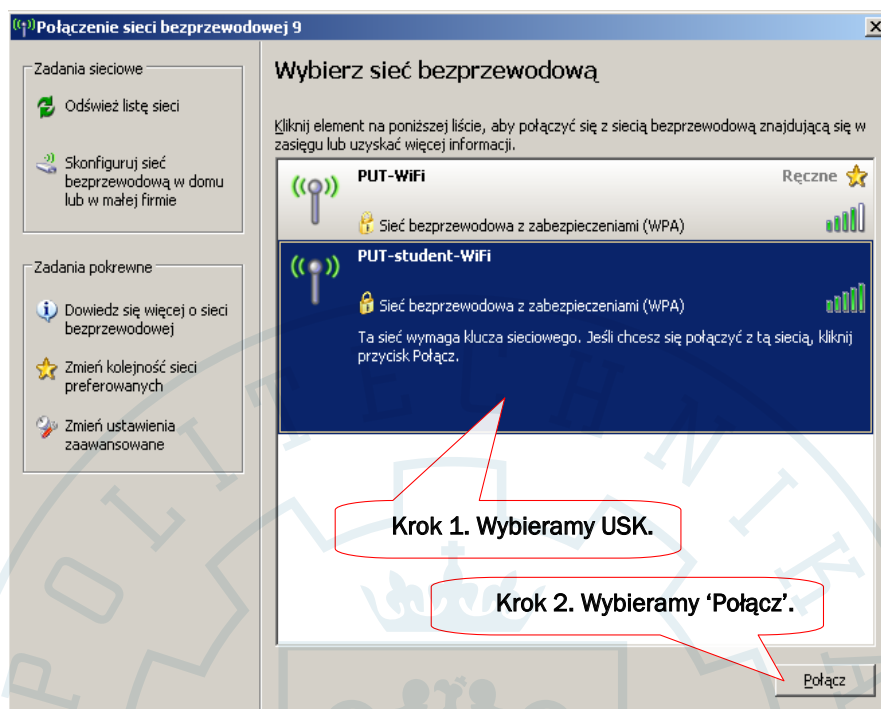 Połączenie sieci bezprzewodowej 9
Zadania sieciowe
Odśwież listę sieci
Skonfiguruj sieć
bezprzewodową w domu
lub w małej firmie
Zadania pokrewne
Dowiedz się więcej o sieci
bezprzewodowej
Zmień kolejność sieci
preferowanych
Zmień ustawienia
zaawansowane
Wybierz sieć bezprzewodową
Kliknij element na poniższej liście, aby połączyć się z siecią bezprzewodową znajdującą się w
zasięgu lub uzyskać więcej informacji.
PUT-WiFi
Ręczne
Sieć bezprzewodowa z zabezpieczeniami (WPA)
PUT-student-WiFi
Sieć bezprzewodowa z zabezpieczeniami (WPA)
Ta sieć wymaga klucza sieciowego. Jeśli chcesz się połączyć z tą siecią, kliknij
przycisk Połącz.
Krok 1. Wybieramy USK.
Krok 2. Wybieramy ‘Połącz’.
Połącz
POLITECHNIKA